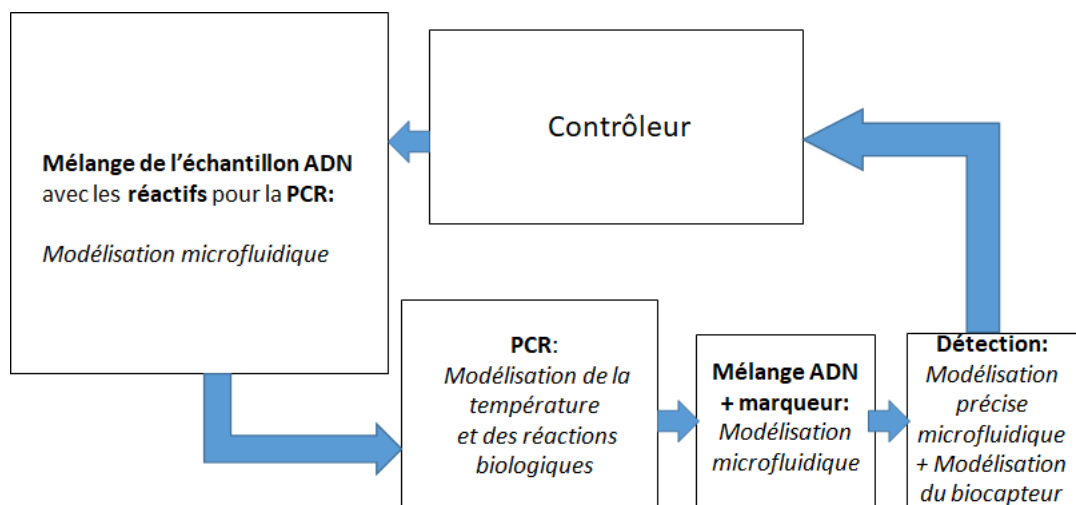 Contrôleur
Mélange de l'échantillon ADN
avec les réactifs pour la PCR:
Modélisation microfluidique
PCR:
Modélisation de la
température
et des réactions
biologiques
Mélange ADN
+ marqueur:
Modélisation
microfluidique
Détection:
Modélisation
précise
microfluidique
+ Modélisation
du biocapteur